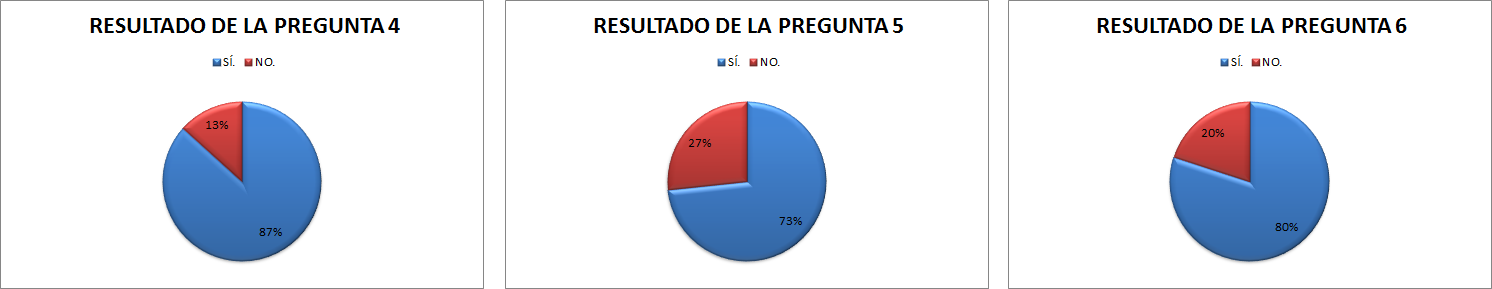 RESULTADO DE LA PREGUNTA 4
SÍ. NO.
13%
87%
RESULTADO DE LA PREGUNTA 5
SÍ. NO.
27%
73%
RESULTADO DE LA PREGUNTA 6
SÍ. NO.
20%
80%